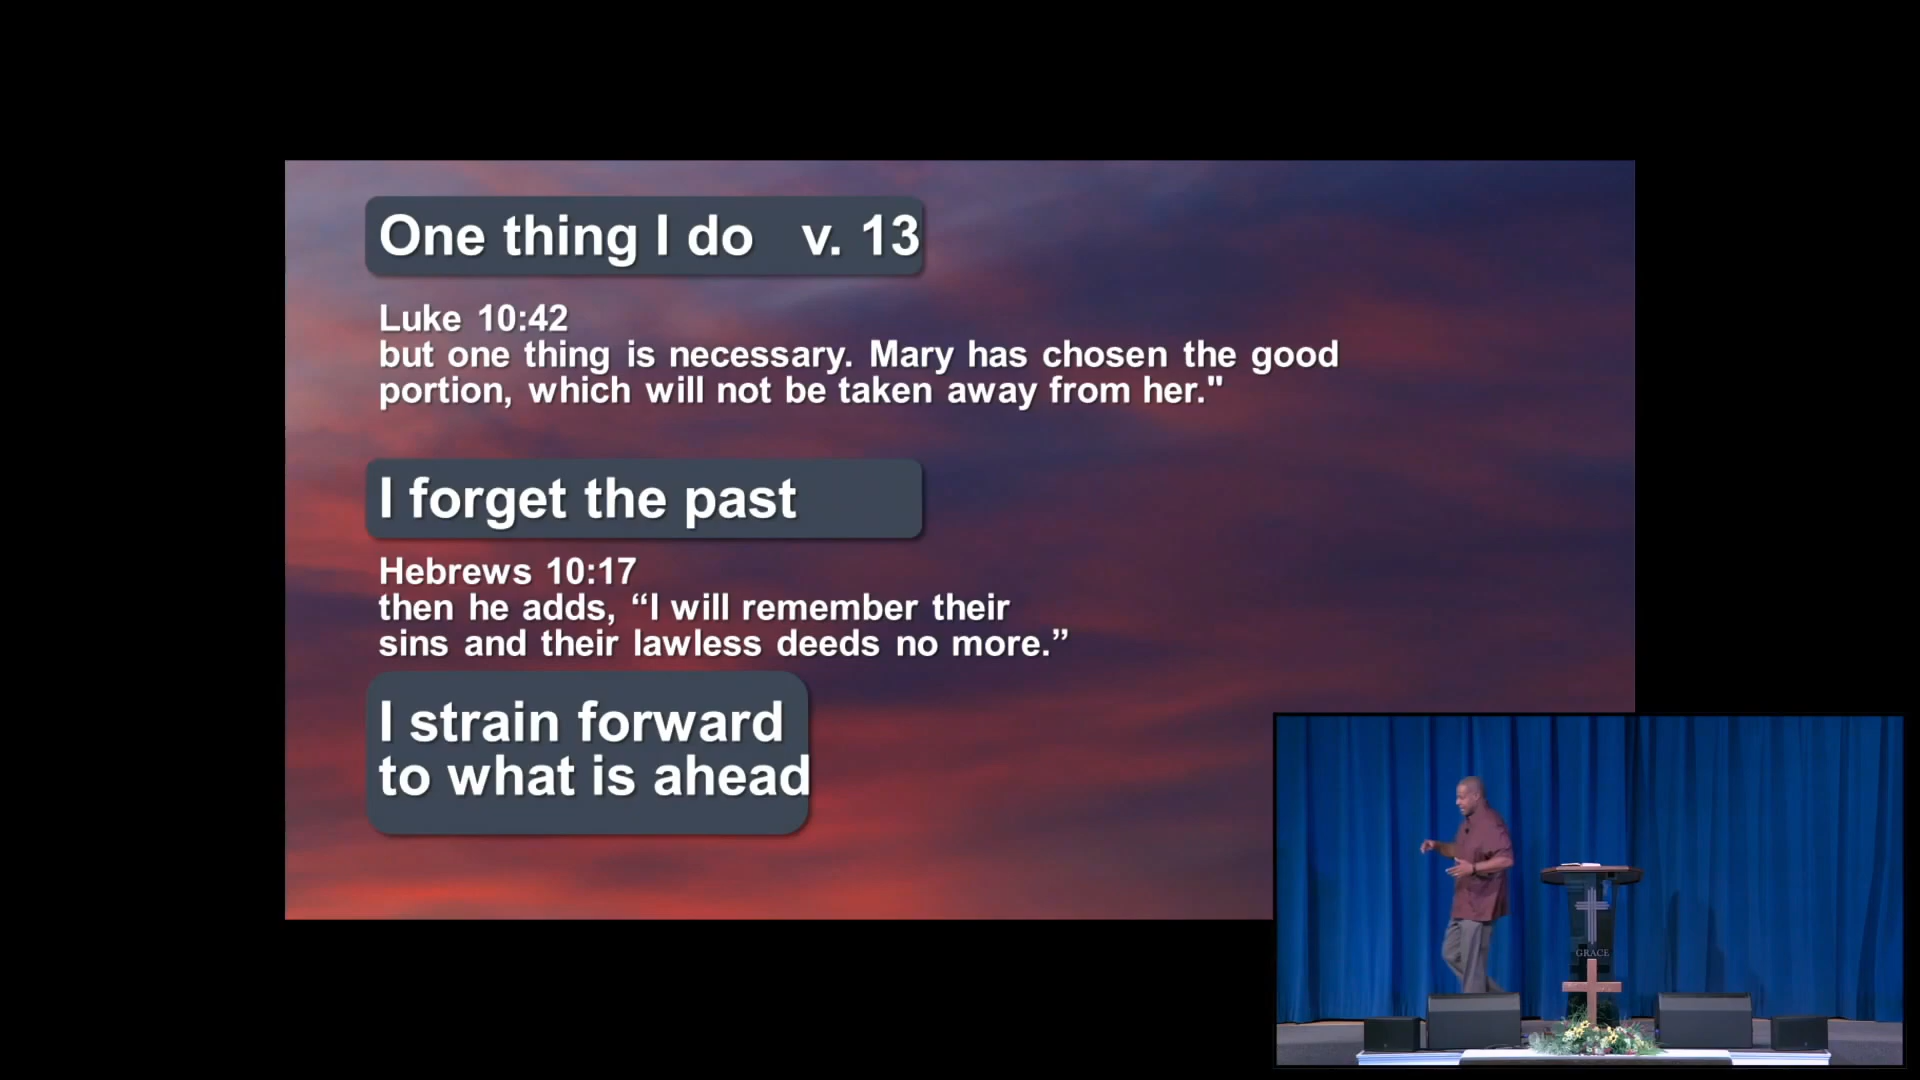 One thing I do v. 13
Luke 10:42
but one thing is necessary. Mary has chosen the good
portion, which will not be taken away from her."
I forget the past
Hebrews 10:17
then he adds, “I will remember their
sins and their lawless deeds no more.”
I strain forward
to what is ahead
GRACE